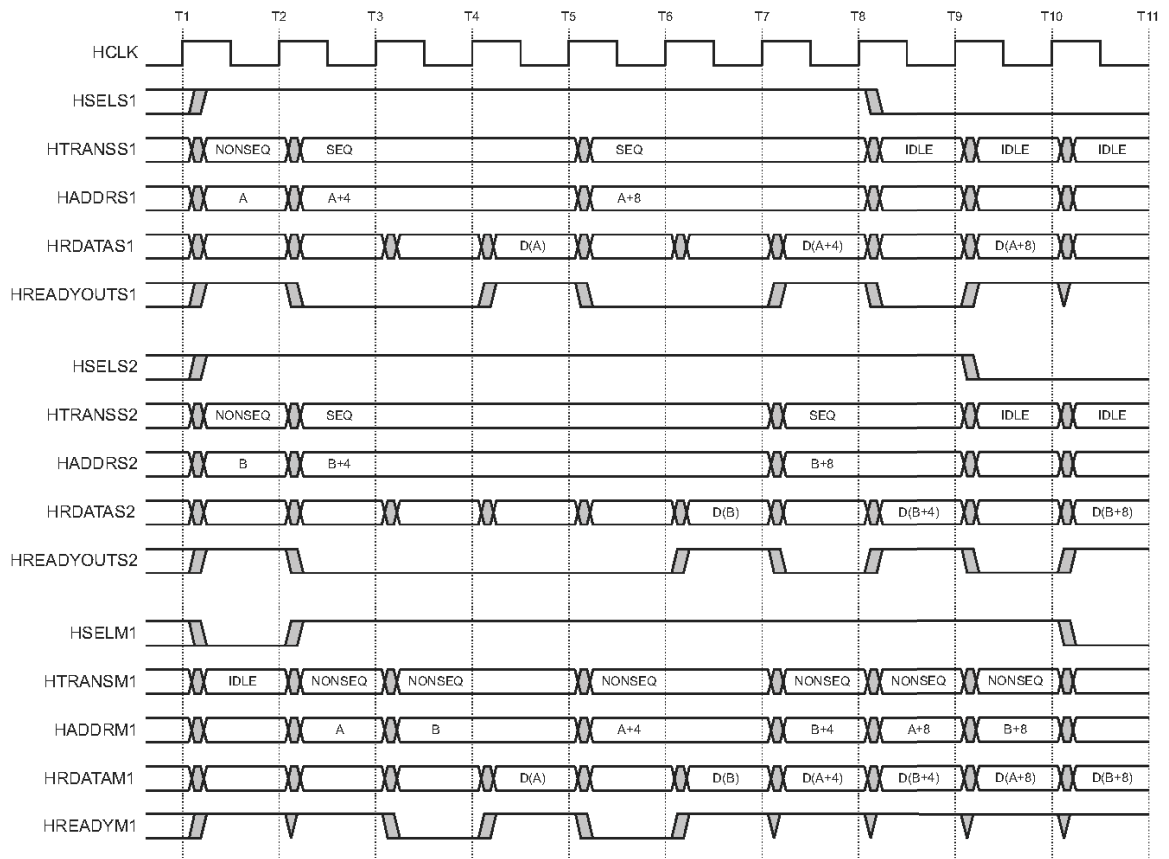 T1 T2 T3 T4 T5 T6 T7 T8 T9 T10 T11
HCLK
HSELS1
HTRANSS1 NONSEQ SEQ SEQ IDLE IDLE IDLE
HADDRS1 A A+4 A+8
HRDATAS1 D(A) D(A+4) D(A+8)
HREADYOUTS1
HSELS2
HTRANSS2 NONSEQ SEQ SEQ IDLE IDLE
HADDRS2 B B+4 B+8
HRDATAS2 D(B) D(B+4) D(B+8)
HREADYOUTS2
HSELM1
HTRANSM1 IDLE NONSEQ NONSEQ NONSEQ NONSEQ NONSEQ NONSEQ
HADDRM1 A B A+4 B+4 A+8 B+8
HRDATAM1 D(A) D(B) D(A+4) D(B+4) D(A+8) D(B+8)
HREADYM1